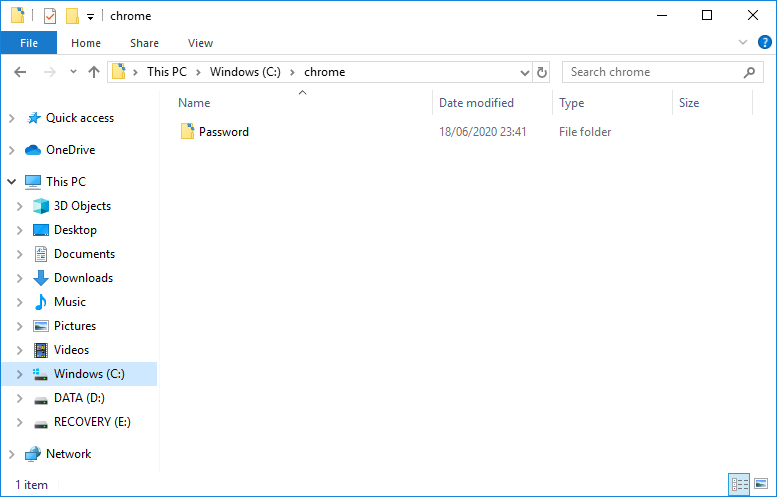 chrome
File Home Share View
This PC Windows (C:) chrome Search chrome
Name Date modified Type Size
Password 18/06/2020 23:41 File folder
Quick access
OneDrive
This PC
3D Objects
Desktop
Documents
Downloads
Music
Pictures
Videos
Windows (C:)
DATA (D:)
RECOVERY (E:)
Network
1 item